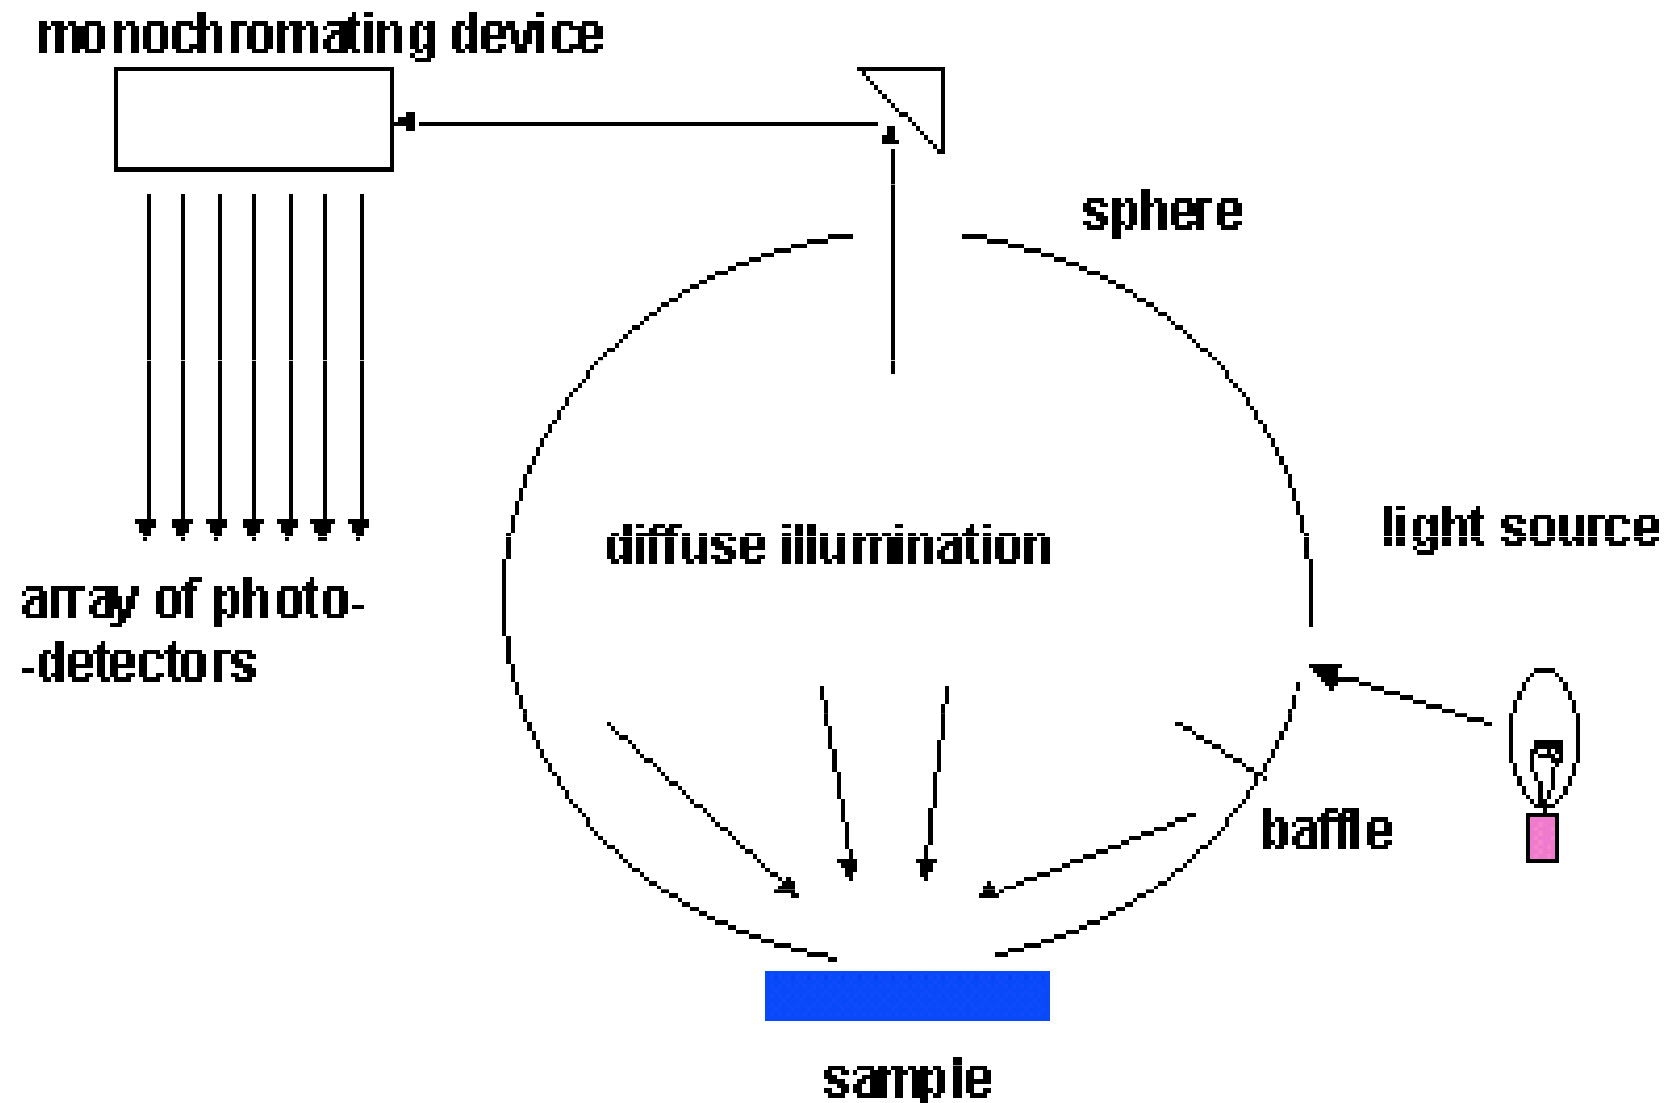 monochromating device
sphere
light source
diffuse illumination
array of photo-
-detectors
baffle
sample